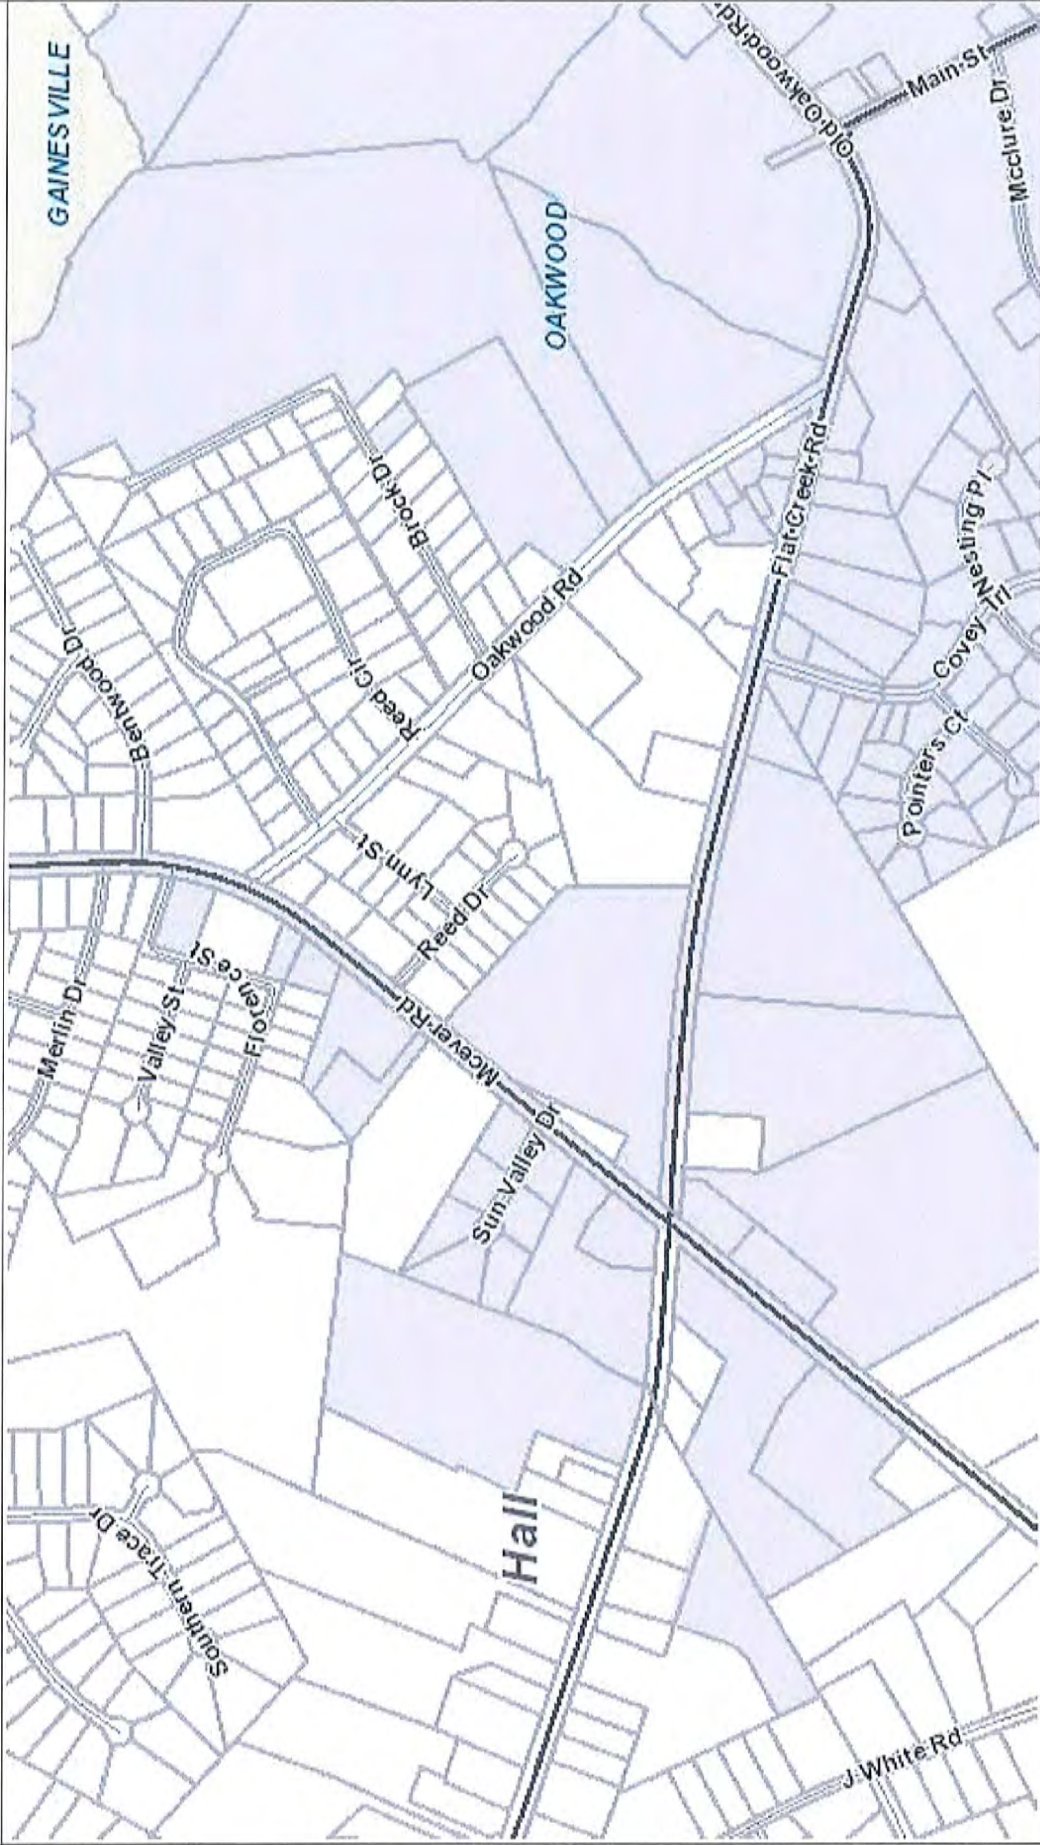 GAINESVILLE
OAKWOOD
Old Oakwood Rd
Main St
Mcclure Dr
Flat Creek Rd
Nesting Pl
Covey Trl
Pointers Ct
Brock Dr
Oakwood Rd
Reed Cir
Bentwood Dr
Lynn St
Reed Dr
Mcever Rd
Merlin Dr
Valley St
Florence St
Sun Valley Dr
Hall
Southern Trace Dr
J White Rd